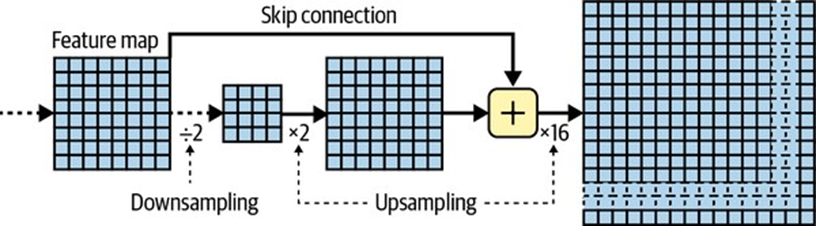 Skip connection
Feature map
+
÷2
×2
×16
Downsampling
Upsampling